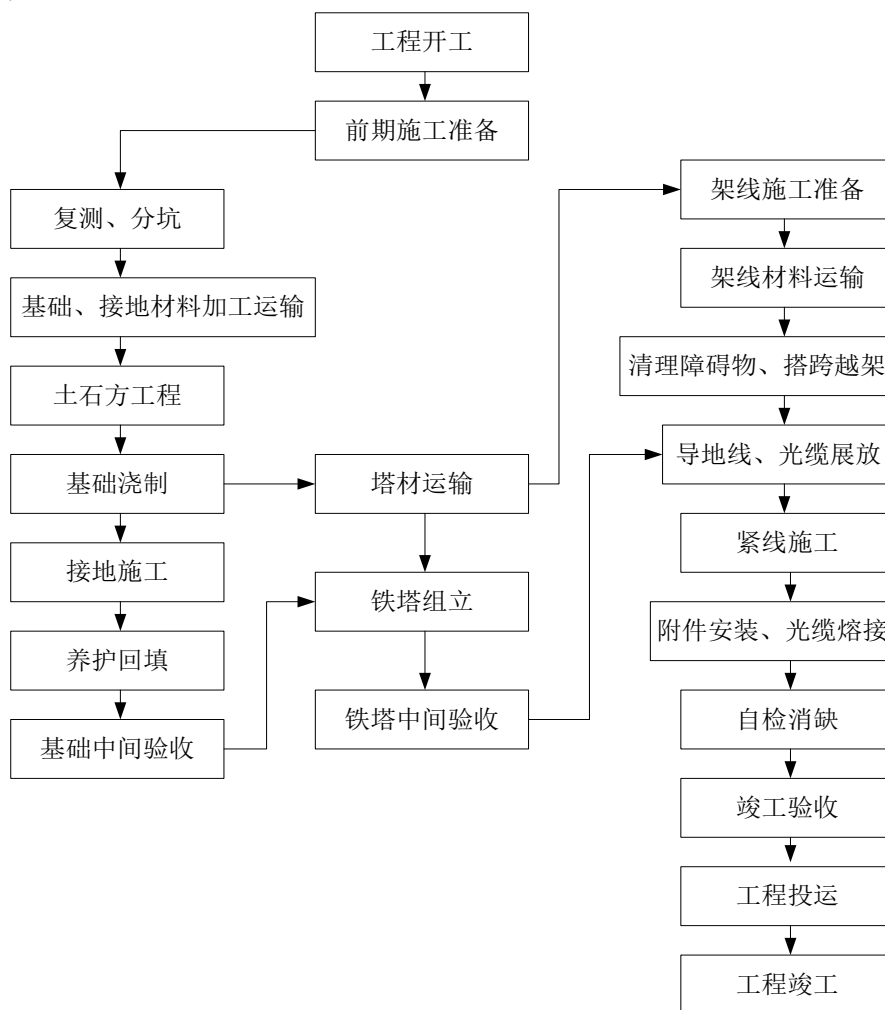 工程开工
前期施工准备
复测、分坑
基础、接地材料加工运输
土石方工程
基础浇制
接地施工
养护回填
基础中间验收
塔材运输
铁塔组立
铁塔中间验收
架线施工准备
架线材料运输
清理障碍物、搭跨越架
导地线、光缆展放
紧线施工
附件安装、光缆熔接
自检消缺
竣工验收
工程投运
工程竣工